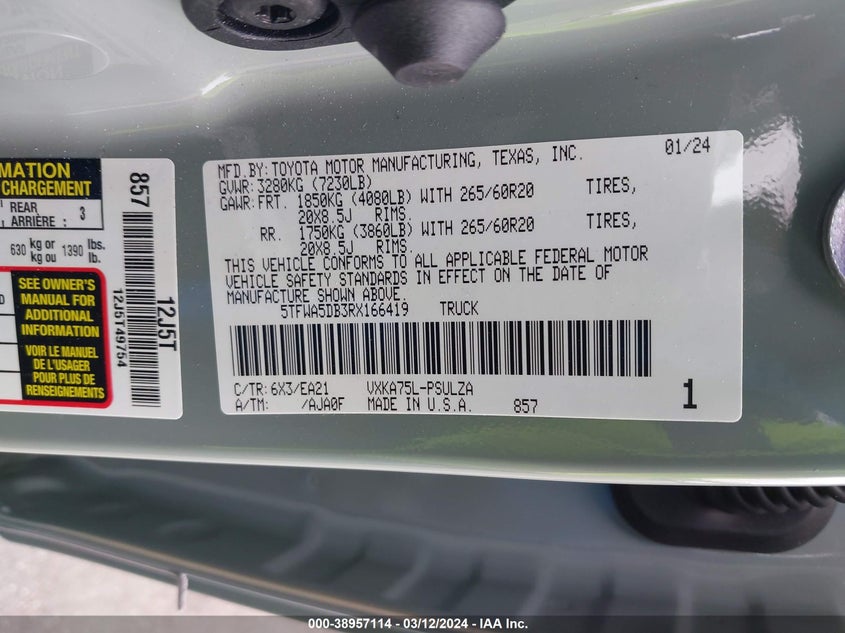 MATION
CHARGEMENT
REAR
ARRIÈRE :
3
630 kg or 1390 lbs.
kg ou lb.
SEE OWNER'S
MANUAL FOR
ADDITIONAL
INFORMATION
VOIR LE MANUEL
DE L'USAGER
POUR PLUS DE
RENSEIGNEMENTS
857
12J5T
12J5T49754
MFD.BY:TOYOTA MOTOR MANUFACTURING, TEXAS, INC. 01/24
GVWR:3280KG (7230LB)
GAWR:FRT. 1850KG (4080LB) WITH 265/60R20 TIRES,
20X8.5J RIMS.
RR. 1750KG (3860LB) WITH 265/60R20 TIRES,
20X8.5J RIMS.
THIS VEHICLE CONFORMS TO ALL APPLICABLE FEDERAL MOTOR
VEHICLE SAFETY STANDARDS IN EFFECT ON THE DATE OF
MANUFACTURE SHOWN ABOVE.
5TFWA5DB3RX166419 TRUCK
C/TR:6X3/EA21 VXKA75L-PSULZA
A/TM: /AJA0F MADE IN U.S.A. 857 1
000-38957114 - 03/12/2024 - IAA Inc.